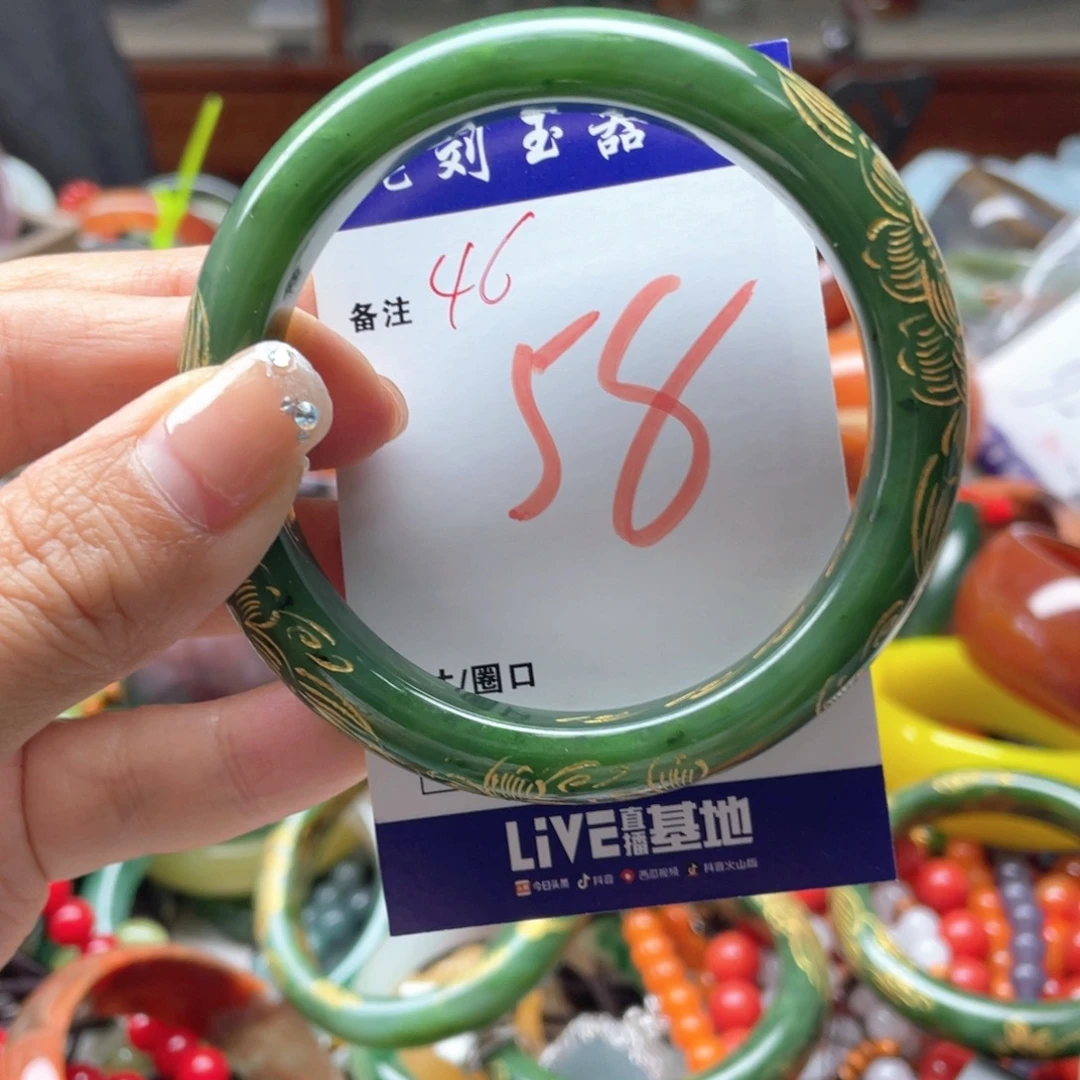 刻玉器
备注 46
58
/圈口
LiVE直播基地
今日头条 抖音 西瓜视频 抖音火山版